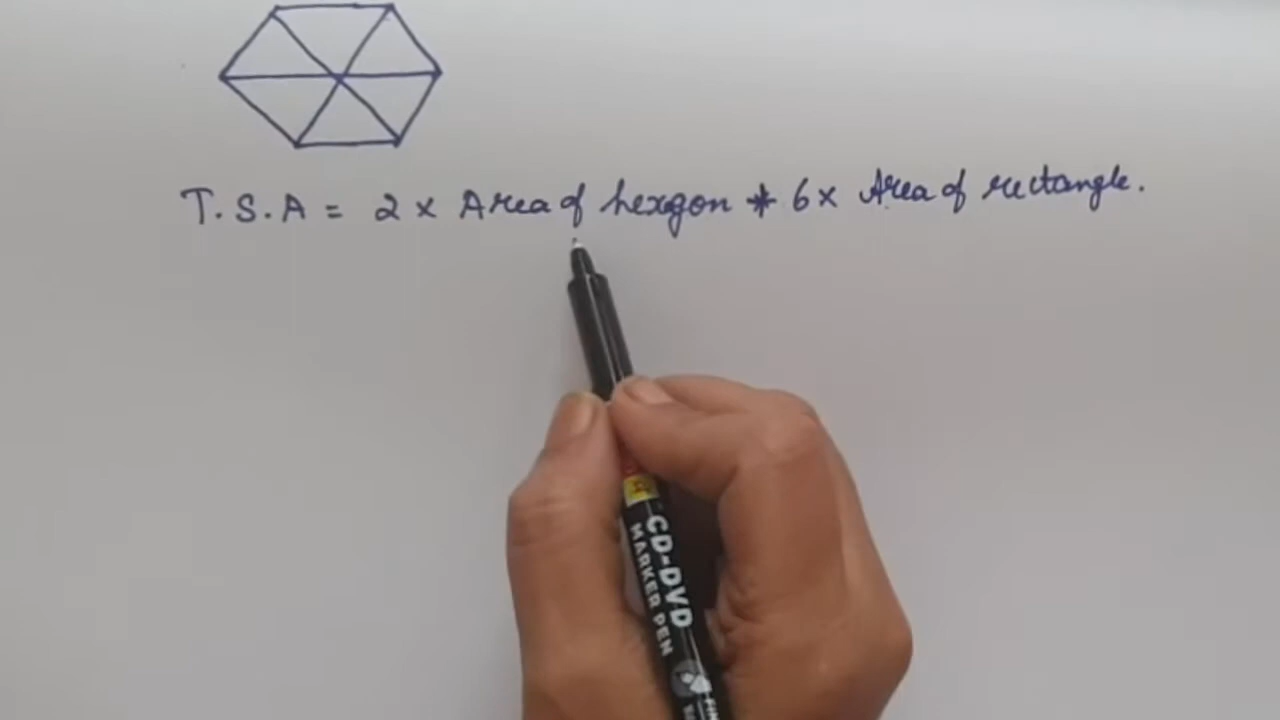 T.S.A = 2 × Area of hexgon * 6 × Area of rectangle.
CD-DVD
MARKER PEN